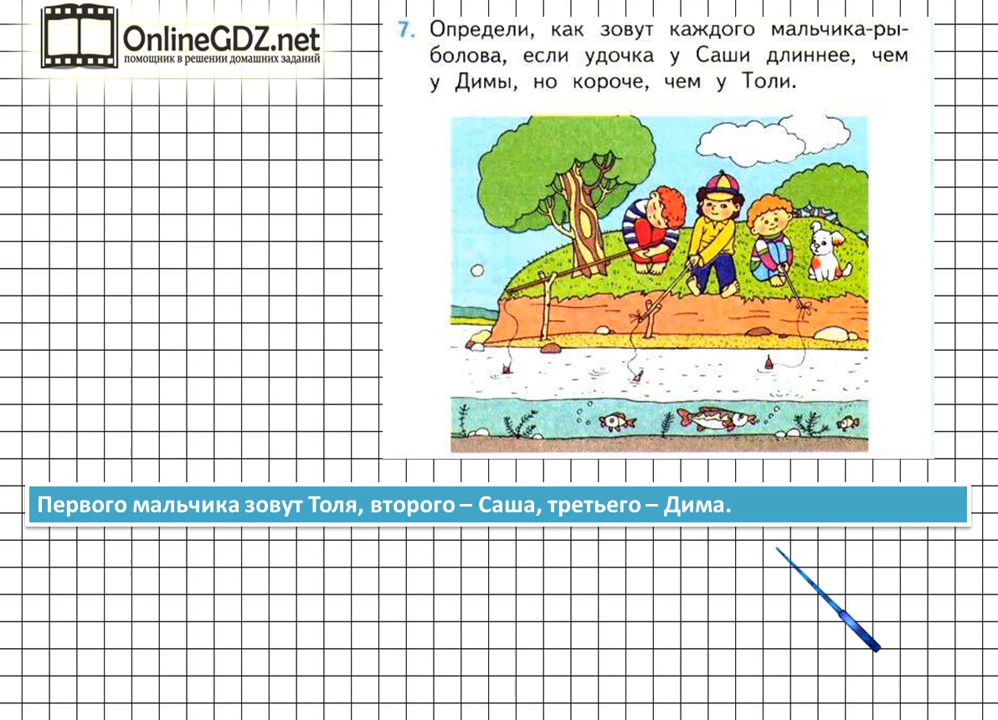 OnlineGDZ.net
помощник в решении домашних заданий
7. Определи, как зовут каждого мальчика-ры-
болова, если удочка у Саши длиннее, чем
у Димы, но короче, чем у Толи.
Первого мальчика зовут Толя, второго – Саша, третьего – Дима.